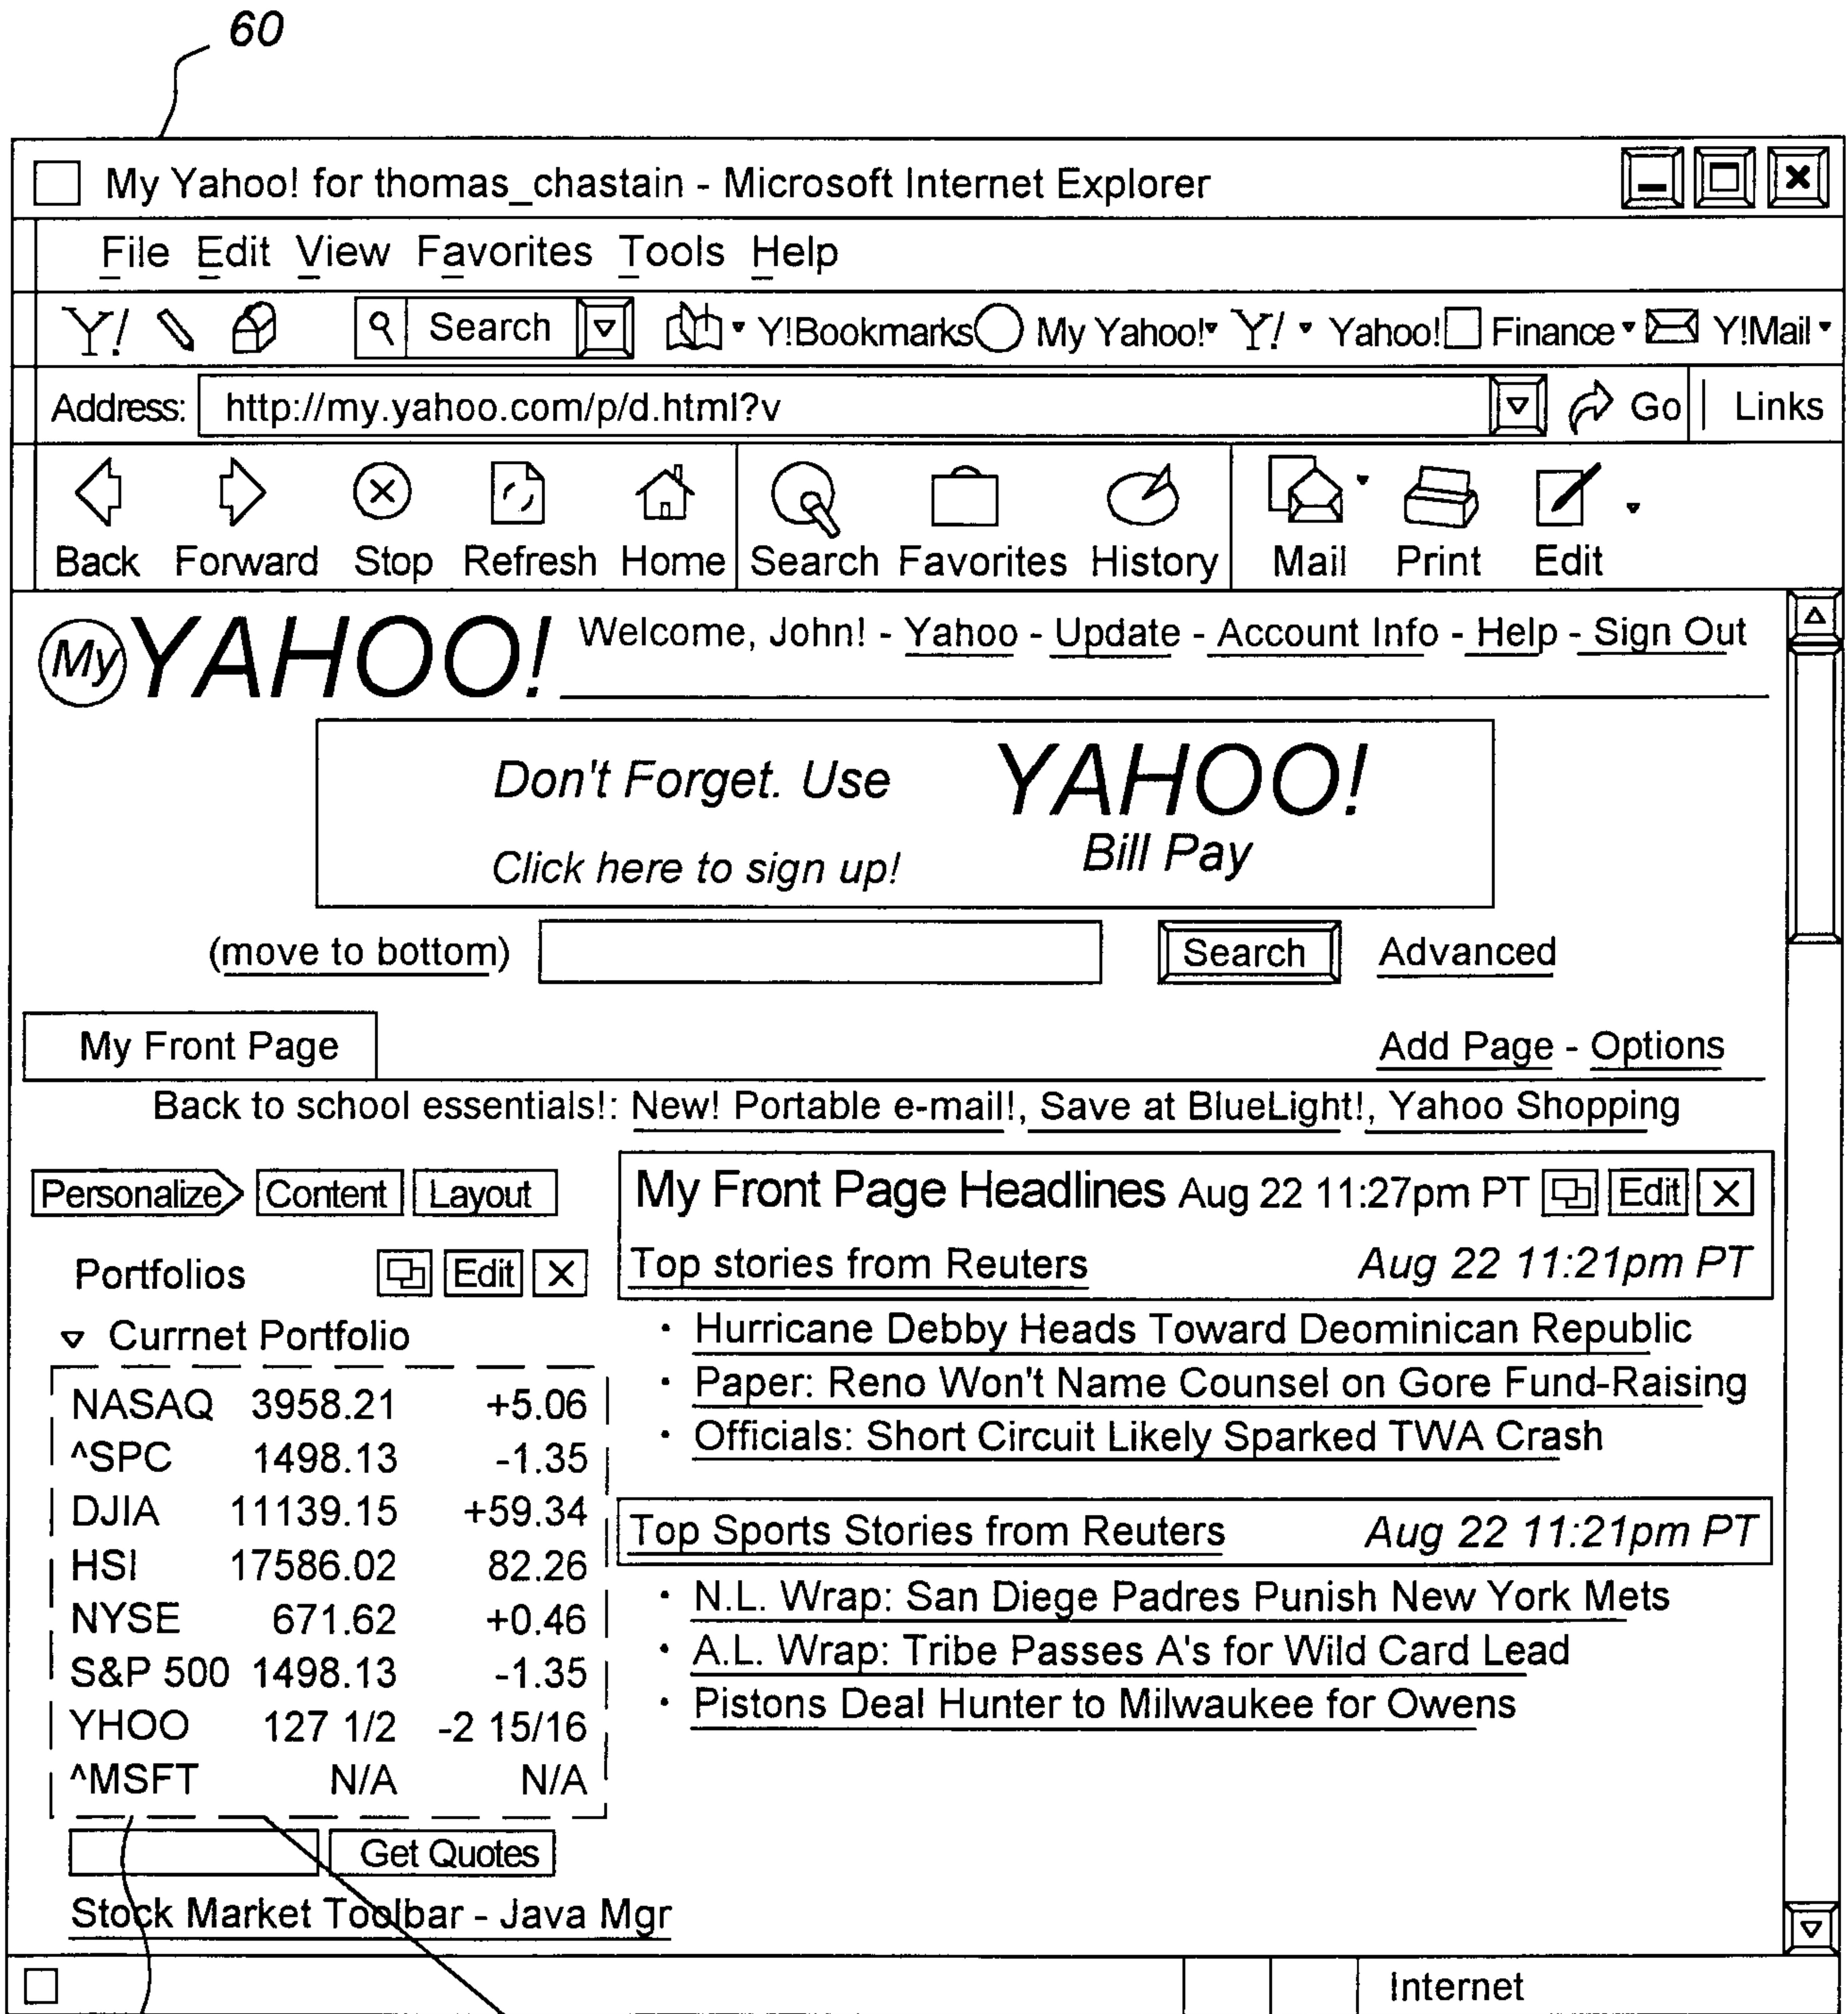 60
My Yahoo! for thomas_chastain - Microsoft Internet Explorer
File Edit View Favorites Tools Help
Y! Search Y!Bookmarks My Yahoo! Y! Yahoo! Finance Y!Mail
Address: http://my.yahoo.com/p/d.html?v Go Links
Back Forward Stop Refresh Home Search Favorites History Mail Print Edit
My YAHOO! Welcome, John! - Yahoo - Update - Account Info - Help - Sign Out
Don't Forget. Use YAHOO!
Click here to sign up! Bill Pay
(move to bottom) Search Advanced
My Front Page Add Page - Options
Back to school essentials!: New! Portable e-mail!, Save at BlueLight!, Yahoo Shopping
Personalize Content Layout
Portfolios Edit X
Currnet Portfolio
NASAQ 3958.21 +5.06
^SPC 1498.13 -1.35
DJIA 11139.15 +59.34
HSI 17586.02 82.26
NYSE 671.62 +0.46
S&P 500 1498.13 -1.35
YHOO 127 1/2 -2 15/16
^MSFT N/A N/A
Get Quotes
Stock Market Toolbar - Java Mgr
My Front Page Headlines Aug 22 11:27pm PT Edit X
Top stories from Reuters Aug 22 11:21pm PT
· Hurricane Debby Heads Toward Deominican Republic
· Paper: Reno Won't Name Counsel on Gore Fund-Raising
· Officials: Short Circuit Likely Sparked TWA Crash
Top Sports Stories from Reuters Aug 22 11:21pm PT
· N.L. Wrap: San Diego Padres Punish New York Mets
· A.L. Wrap: Tribe Passes A's for Wild Card Lead
· Pistons Deal Hunter to Milwaukee for Owens
Internet